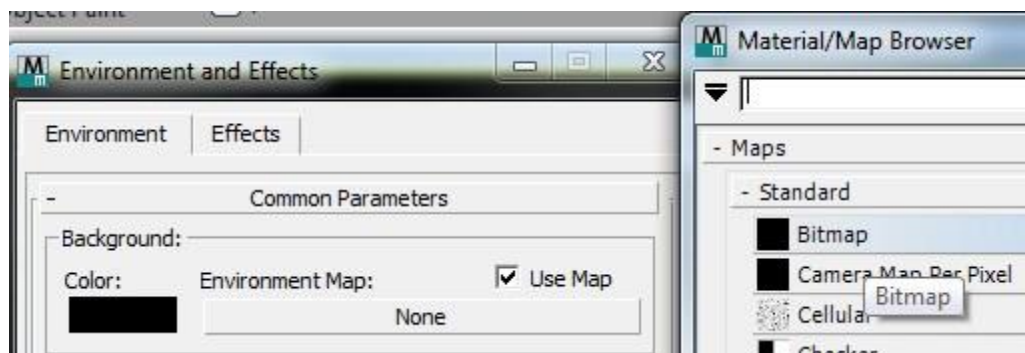 Environment and Effects
Environment
Effects
- Common Parameters
Background:
Color:
Environment Map:
Use Map
None
Material/Map Browser
- Maps
- Standard
Bitmap
Camera Map Per Pixel
Bitmap
Cellular
Checker